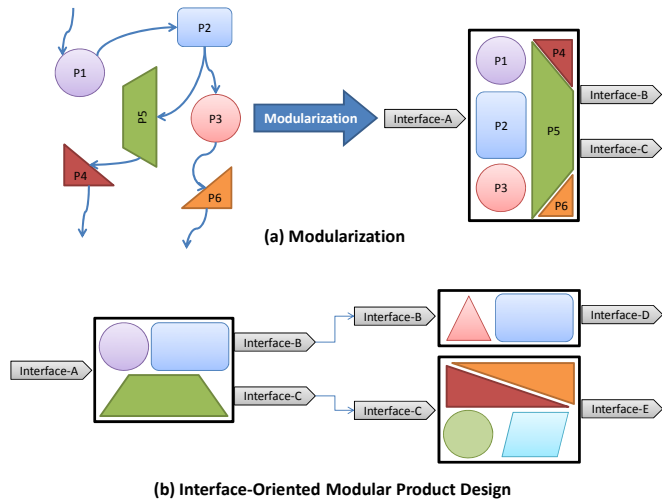 P1
P2
P5
P3
P4
P6
Modularization
Interface-A
P1
P4
P2
P5
P3
P6
Interface-B
Interface-C
(a) Modularization
Interface-A
Interface-B
Interface-C
Interface-B
Interface-D
Interface-C
Interface-E
(b) Interface-Oriented Modular Product Design